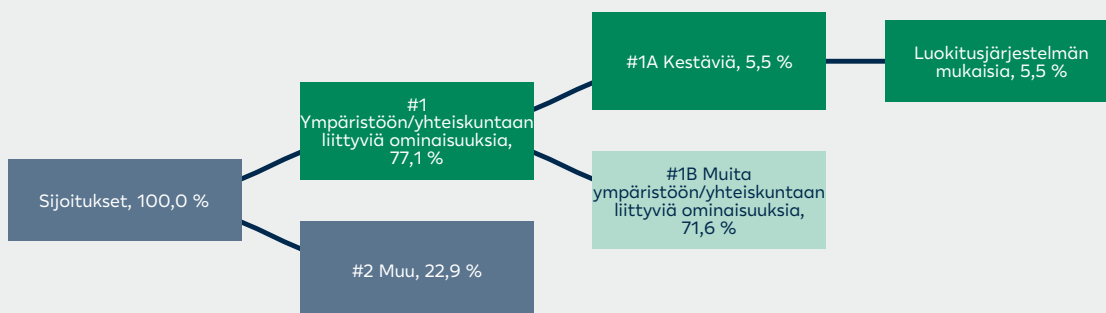 Sijoitukset, 100,0 %
#1
Ympäristöön/yhteiskuntaan
liittyviä ominaisuuksia,
77,1 %
#2 Muu, 22,9 %
#1A Kestäviä, 5,5 %
#1B Muita
ympäristöön/yhteiskuntaan
liittyviä ominaisuuksia,
71,6 %
Luokitusjärjestelmän
mukaisia, 5,5 %